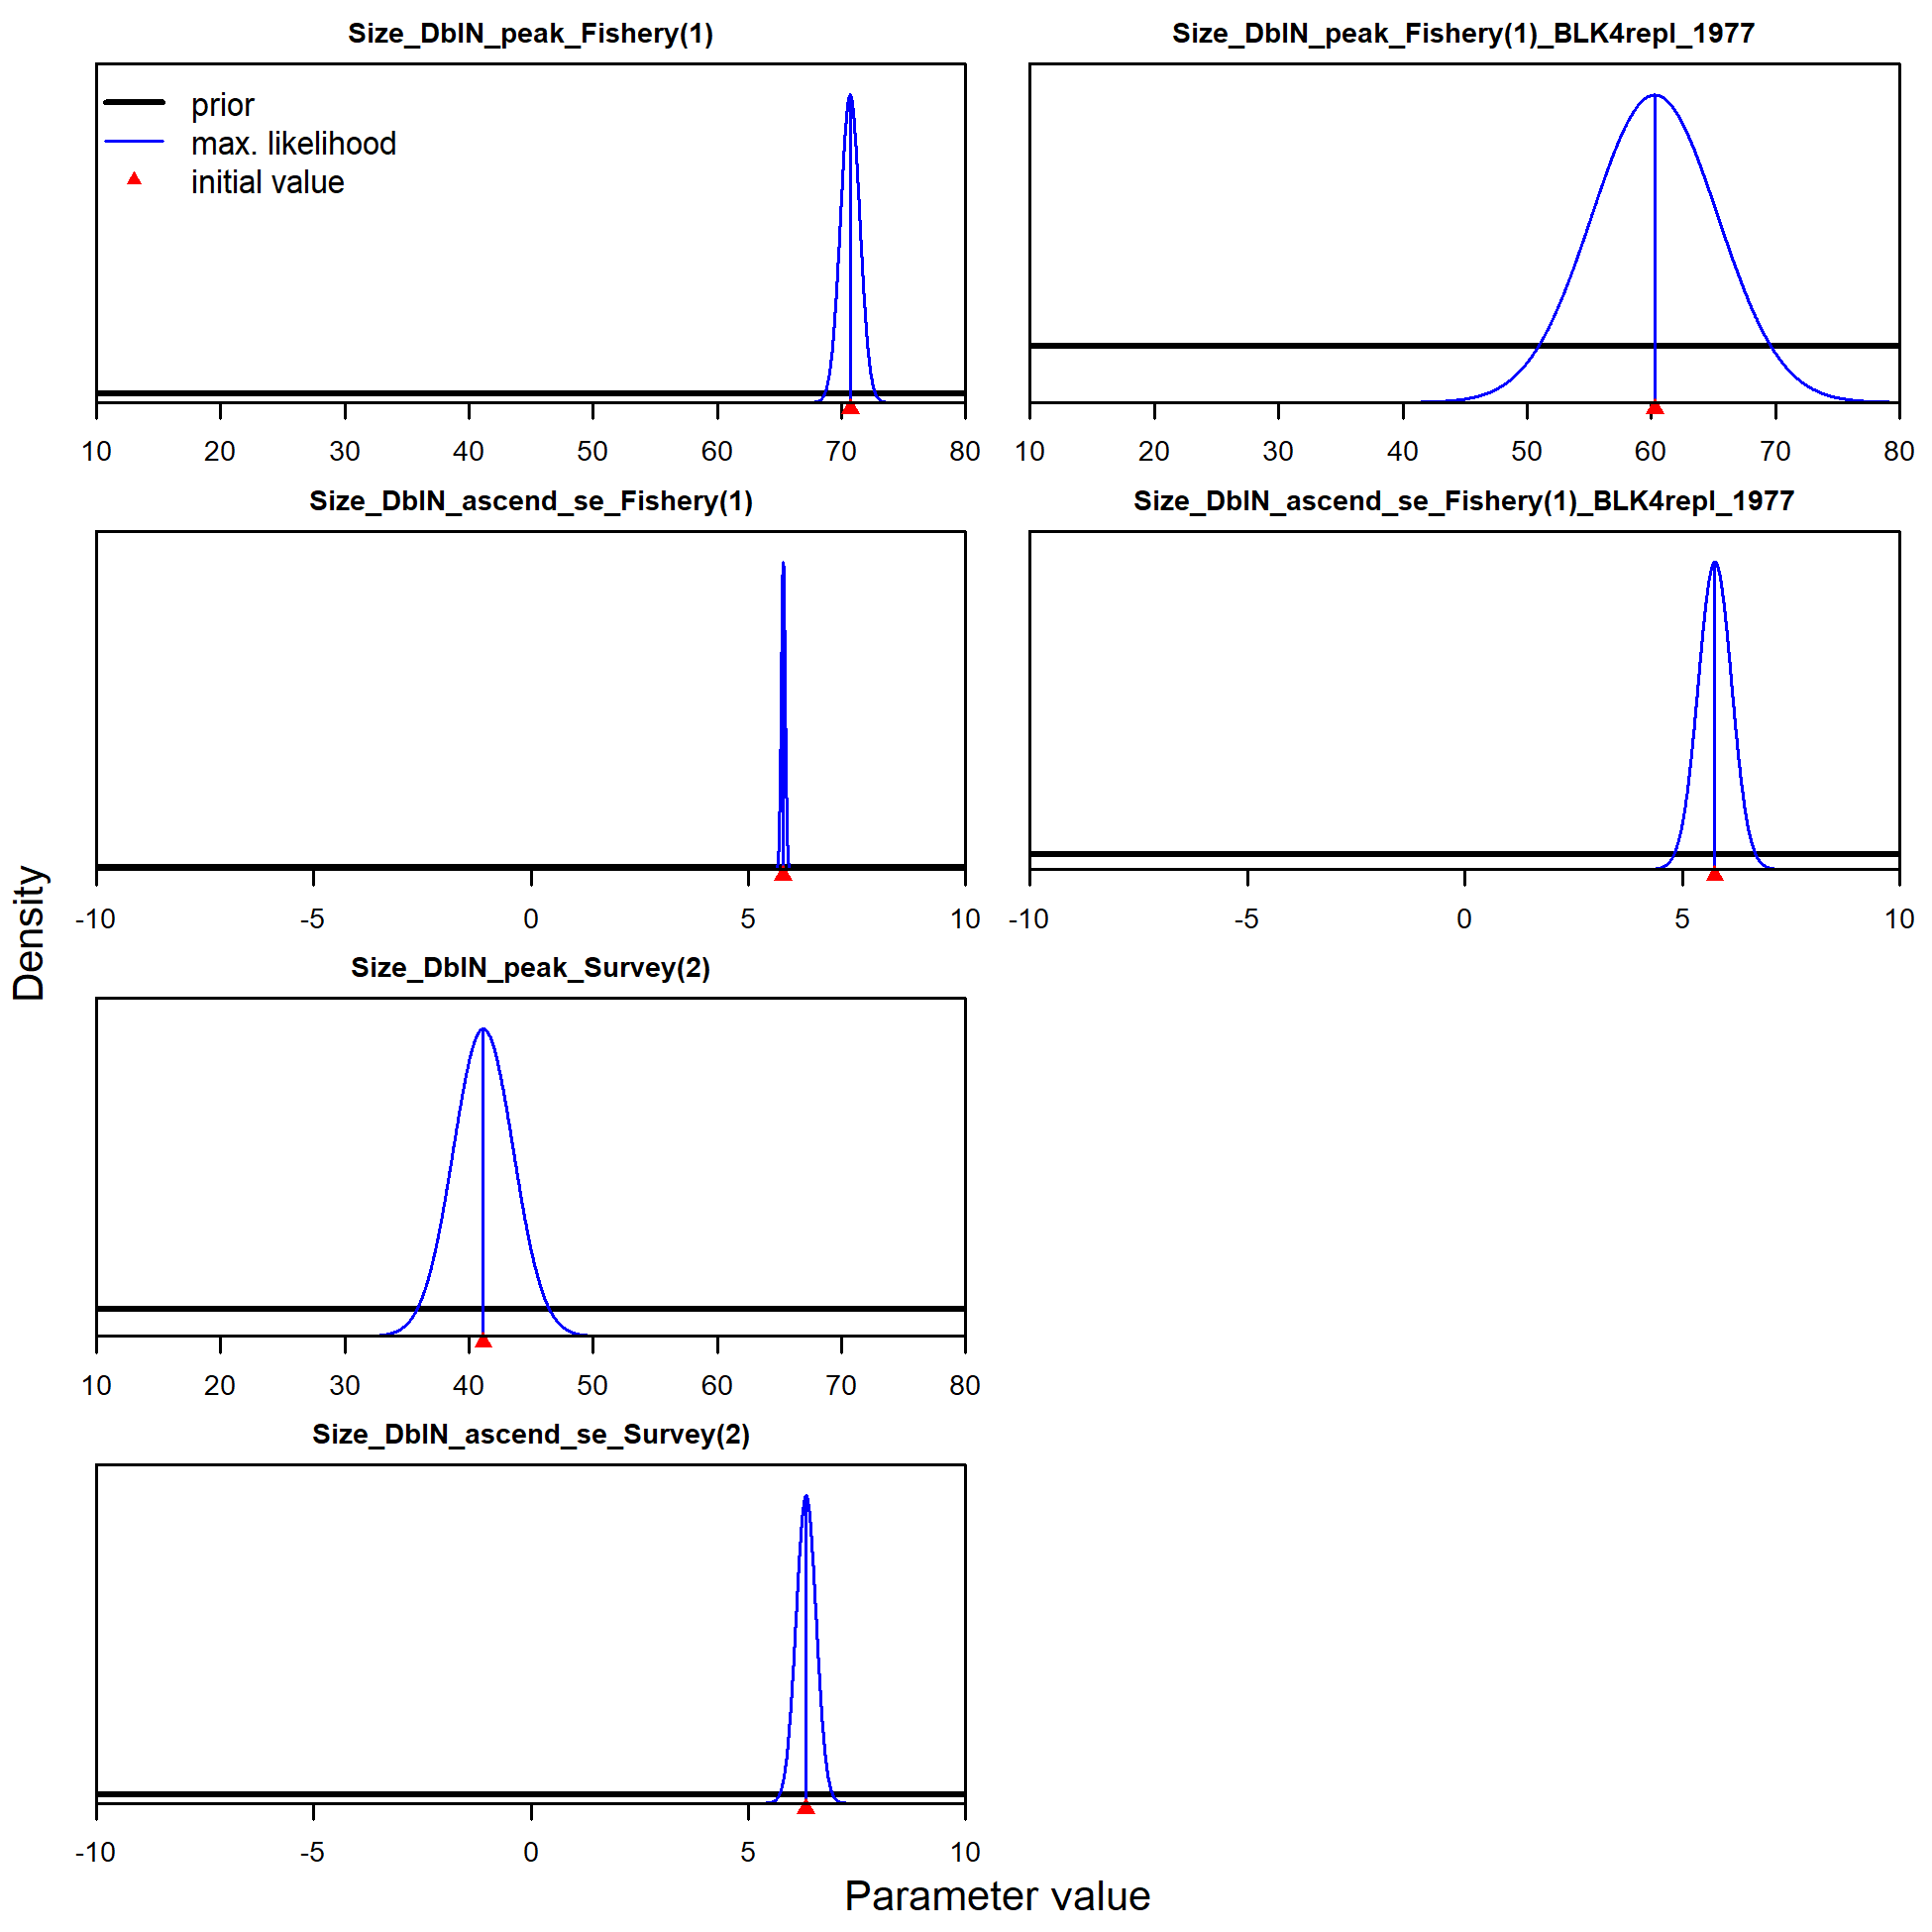 Size_DblN_peak_Fishery(1)
prior
max. likelihood
initial value
10 20 30 40 50 60 70 80
Size_DblN_peak_Fishery(1)_BLK4repl_1977
10 20 30 40 50 60 70 80
Size_DblN_ascend_se_Fishery(1)
-10 -5 0 5 10
Size_DblN_ascend_se_Fishery(1)_BLK4repl_1977
-10 -5 0 5 10
Size_DblN_peak_Survey(2)
10 20 30 40 50 60 70 80
Size_DblN_ascend_se_Survey(2)
-10 -5 0 5 10
Density
Parameter value